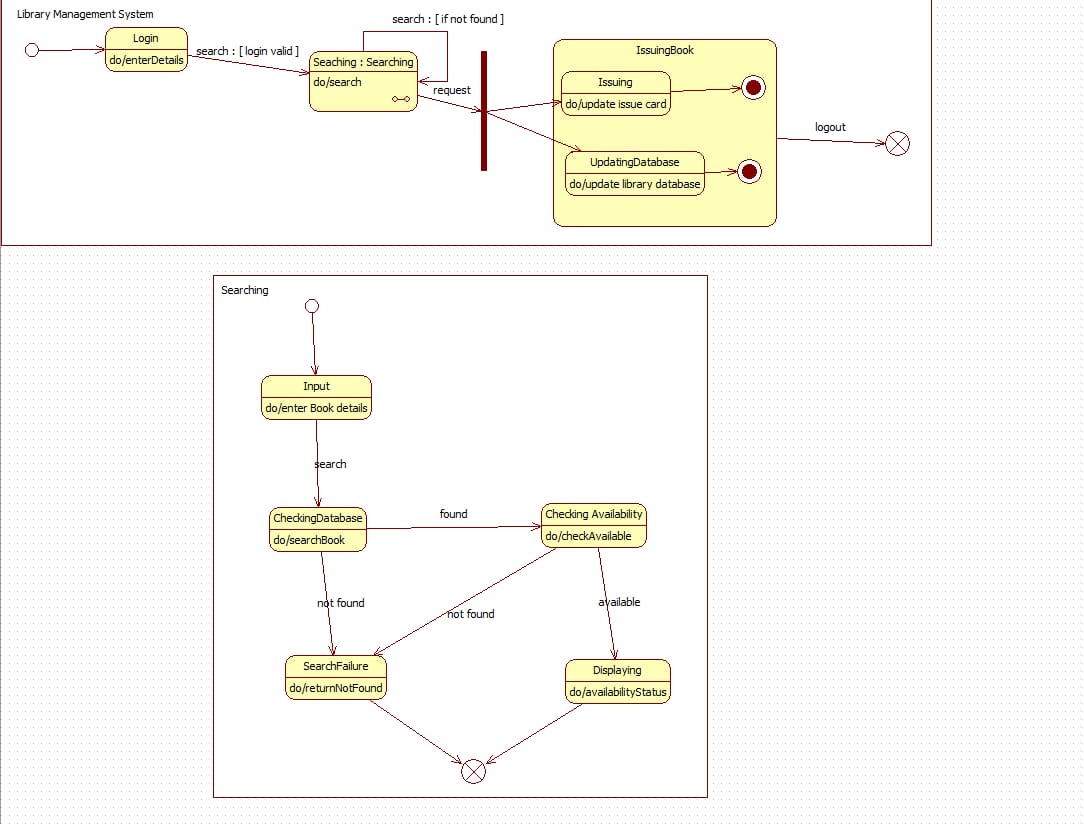 Library Management System
search : [ if not found ]
Login
do/enterDetails
search : [ login valid ]
Seaching : Searching
do/search
request
IssuingBook
Issuing
do/update issue card
UpdatingDatabase
do/update library database
logout
Searching
Input
do/enter Book details
search
CheckingDatabase
do/searchBook
found
Checking Availability
do/checkAvailable
not found
not found
available
SearchFailure
do/returnNotFound
Displaying
do/availabilityStatus